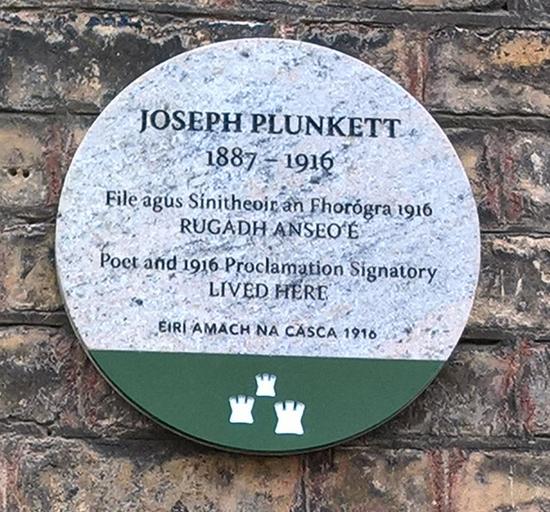 JOSEPH PLUNKETT
1887 – 1916
File agus Sínitheoir an Fhorógra 1916
RUGADH ANSEO É
Poet and 1916 Proclamation Signatory
LIVED HERE
ÉIRÍ AMACH NA CÁSCA 1916